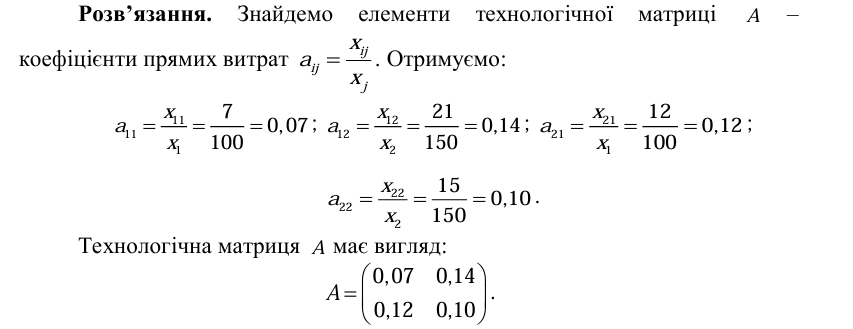 Розв’язання. Знайдемо елементи технологічної матриці A –
коефіцієнти прямих витрат a_{ij} = \frac{x_{ij}}{x_j}. Отримуємо:
a_{11} = \frac{x_{11}}{x_1} = \frac{7}{100} = 0,07; a_{12} = \frac{x_{12}}{x_2} = \frac{21}{150} = 0,14; a_{21} = \frac{x_{21}}{x_1} = \frac{12}{100} = 0,12;
a_{22} = \frac{x_{22}}{x_2} = \frac{15}{150} = 0,10.
Технологічна матриця A має вигляд:
A = \begin{pmatrix} 0,07 & 0,14 \\ 0,12 & 0,10 \end{pmatrix}.